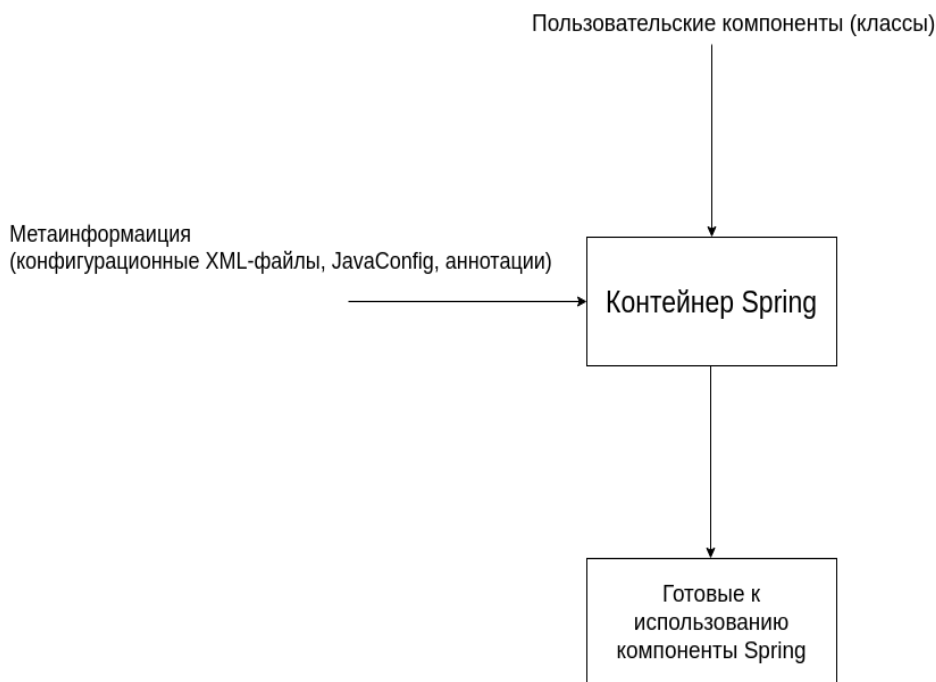 Пользовательские компоненты (классы)
Метаинформаиция
(конфигурационные XML-файлы, JavaConfig, аннотации)
Контейнер Spring
Готовые к
использованию
компоненты Spring